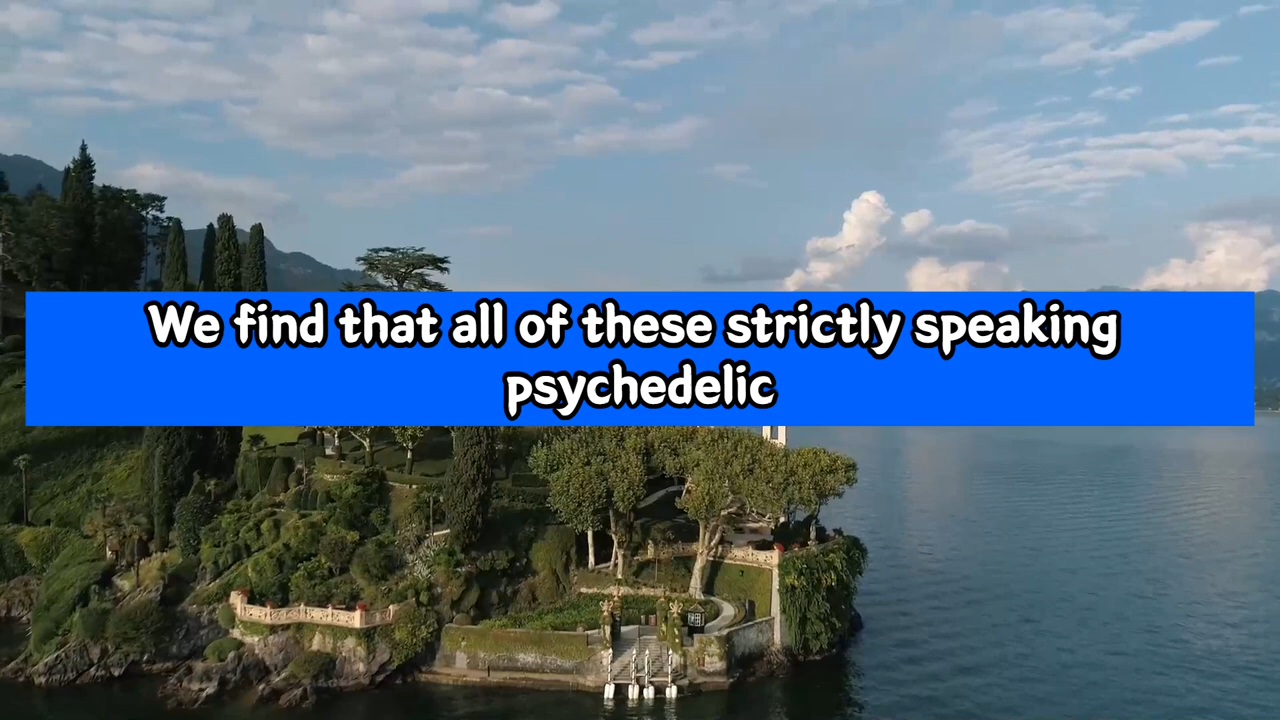 We find that all of these strictly speaking
psychedelic